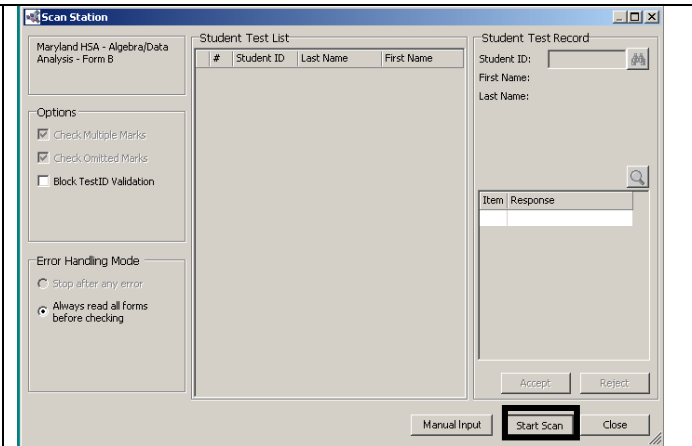 Scan Station
Maryland HSA - Algebra/Data
Analysis - Form B
Options
Check Multiple Marks
Check Omitted Marks
Block TestID Validation
Error Handling Mode
Stop after any error
Always read all forms
before checking
Student Test List
# Student ID Last Name First Name
Student Test Record
Student ID:
First Name:
Last Name:
Item Response
Accept Reject
Manual Input Start Scan Close